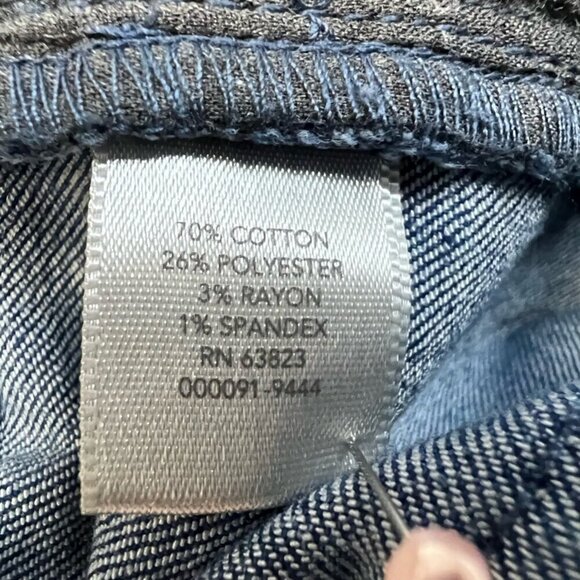 70% COTTON
26% POLYESTER
3% RAYON
1% SPANDEX
RN 63823
000091-9444